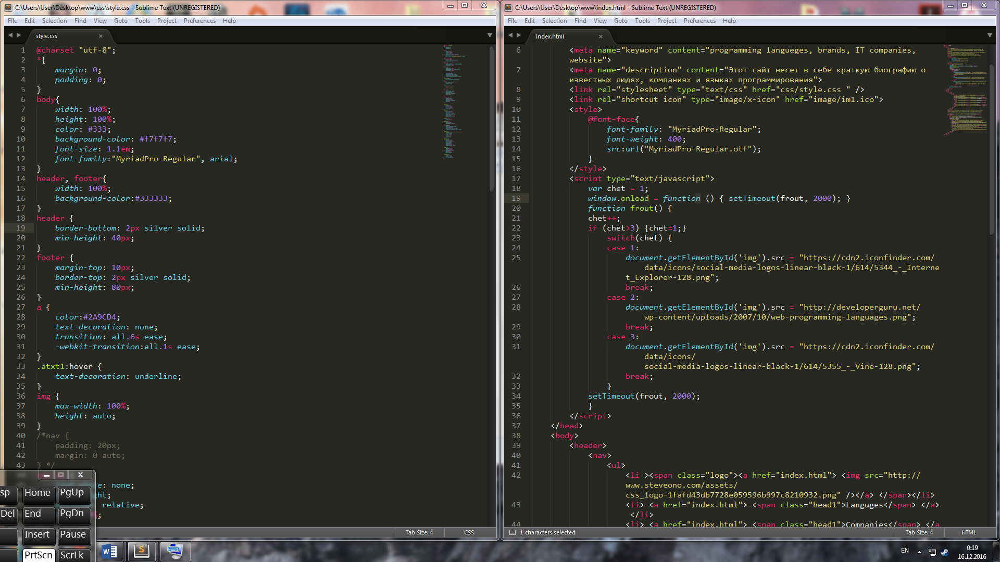 C:\Users\User\Desktop\www\css\style.css - Sublime Text (UNREGISTERED)
File Edit Selection Find View Goto Tools Project Preferences Help
style.css
1 @charset "utf-8";
2 *{
3 margin: 0;
4 padding: 0;
5 }
6 body{
7 width: 100%;
8 height: 100%;
9 color: #333;
10 background-color: #f7f7f7;
11 font-size: 1.1em;
12 font-family:"MyriadPro-Regular", arial;
13 }
14 header, footer{
15 width: 100%;
16 background-color:#333333;
17 }
18 header {
19 border-bottom: 2px silver solid;
20 min-height: 40px;
21 }
22 footer {
23 margin-top: 10px;
24 border-top: 2px silver solid;
25 min-height: 80px;
26 }
27 a {
28 color:#2A9CD4;
29 text-decoration: none;
30 transition: all.6s ease;
31 -webkit-transition:all.1s ease;
32 }
33 .atxt1:hover {
34 text-decoration: underline;
35 }
36 img {
37 max-width: 100%;
38 height: auto;
39 }
40 /*nav {
41 padding: 20px;
42 margin: 0 auto;
43 } */
e: none;
ht;
relative;
%;
Tab Size: 4 CSS
C:\Users\User\Desktop\www\index.html - Sublime Text (UNREGISTERED)
File Edit Selection Find View Goto Tools Project Preferences Help
index.html
6 <meta name="keyword" content="programming langueges, brands, IT companies,
website">
7 <meta name="description" content="Этот сайт несет в себе краткую биографию о
известных людях, компаниях и языках программирования">
8 <link rel="stylesheet" type="text/css" href="css/style.css " />
9 <link rel="shortcut icon" type="image/x-icon" href="image/im1.ico">
10 <style>
11 @font-face{
12 font-family: "MyriadPro-Regular";
13 font-weight: 400;
14 src:url("MyriadPro-Regular.otf");
15 }
16 </style>
17 <script type="text/javascript">
18 var chet = 1;
19 window.onload = function () { setTimeout(frout, 2000); }
20 function frout() {
21 chet++;
22 if (chet>3) {chet=1;}
23 switch(chet) {
24 case 1:
25 document.getElementById('img').src = "https://cdn2.iconfinder.com/
data/icons/social-media-logos-linear-black-1/614/5344_-_Interne
t_Explorer-128.png";
26 break;
27 case 2:
28 document.getElementById('img').src = "http://developerguru.net/
wp-content/uploads/2007/10/web-programming-languages.png";
29 break;
30 case 3:
31 document.getElementById('img').src = "https://cdn2.iconfinder.com/
data/icons/
social-media-logos-linear-black-1/614/5355_-_Vine-128.png";
32 break;
33 }
34 setTimeout(frout, 2000);
35 }
36 </script>
37 </head>
38 <body>
39 <header>
40 <nav>
41 <ul>
42 <li ><span class="logo"><a href="index.html"> <img src="http://
www.steveono.com/assets/
css_logo-1fafd43db7728e059596b997c8210932.png" /></a> </span></li>
43 <li> <a href="index.html"> <span class="head1">Languges</span> </a>
</li>
44 <li> <a href="index.html"> <span class="head1">Companies</span> </a
1 characters selected Tab Size: 4 HTML
sp Home PgUp
Del End PgDn
Insert Pause
PrtScn ScrLk
EN
0:19
16.12.2016